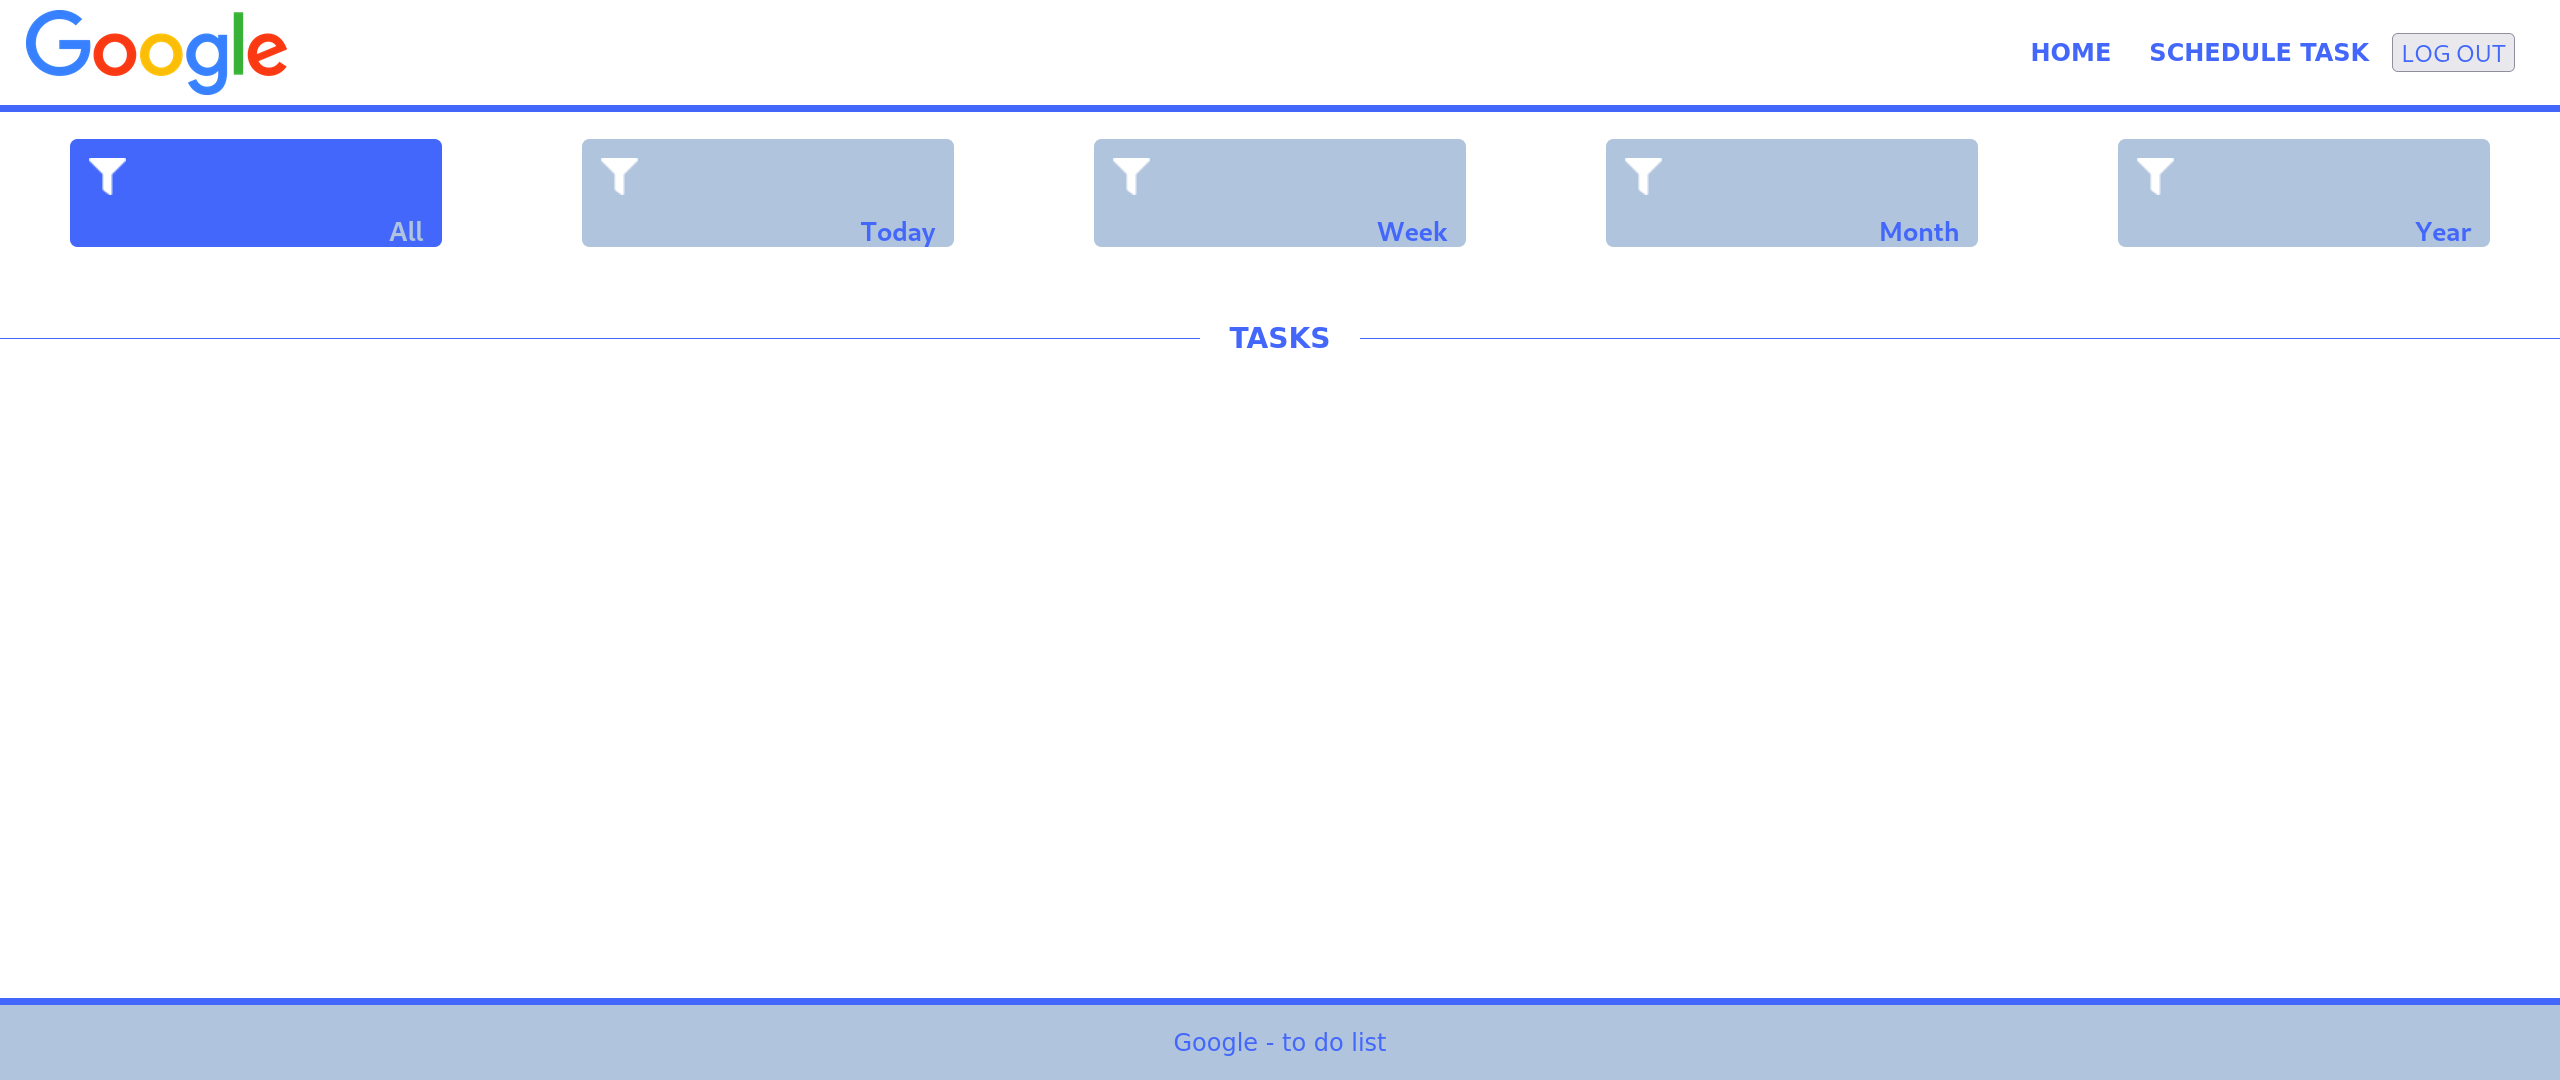 Google
HOME SCHEDULE TASK LOG OUT
All Today Week Month Year
TASKS
Google - to do list